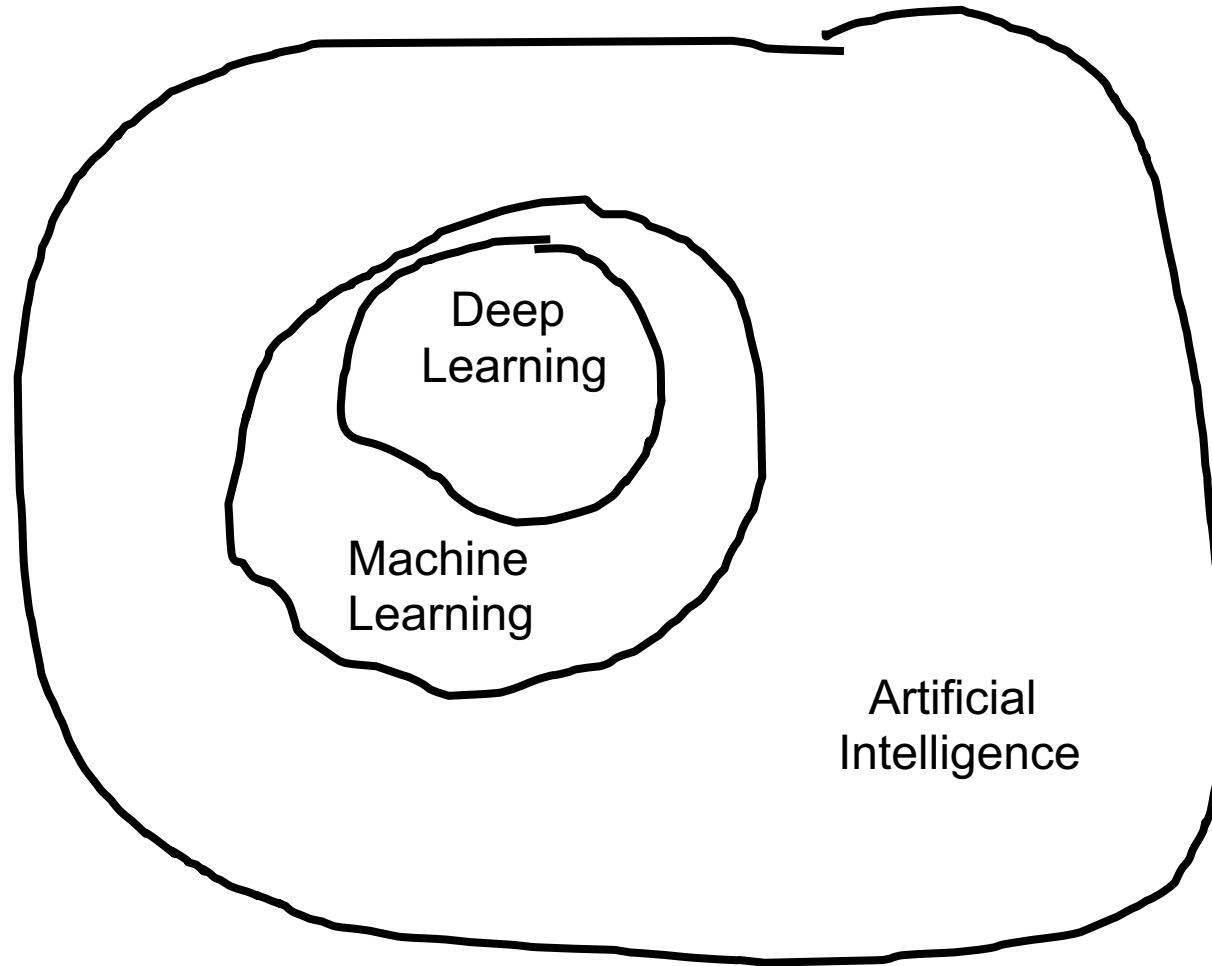 Deep
Learning
Machine
Learning
Artificial
Intelligence